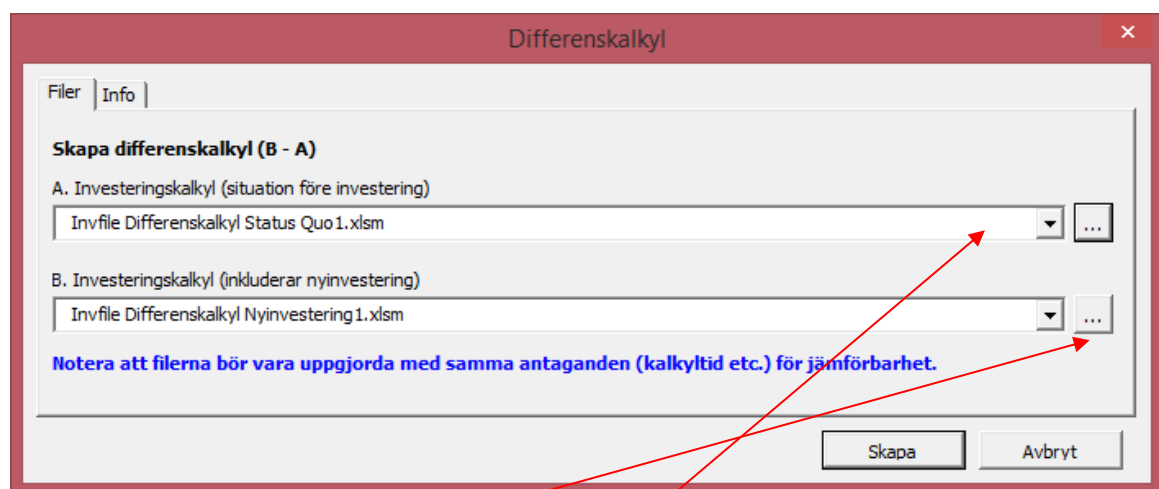 Differenskalkyl
Filer Info
Skapa differenskalkyl (B - A)
A. Investeringskalkyl (situation före investering)
Invfile Differenskalkyl Status Quo1.xlsm
...
B. Investeringskalkyl (inkluderar nyinvestering)
Invfile Differenskalkyl Nyinvestering1.xlsm
...
Notera att filerna bör vara uppgjorda med samma antaganden (kalkyltid etc.) för jämförbarhet.
Skapa Avbryt